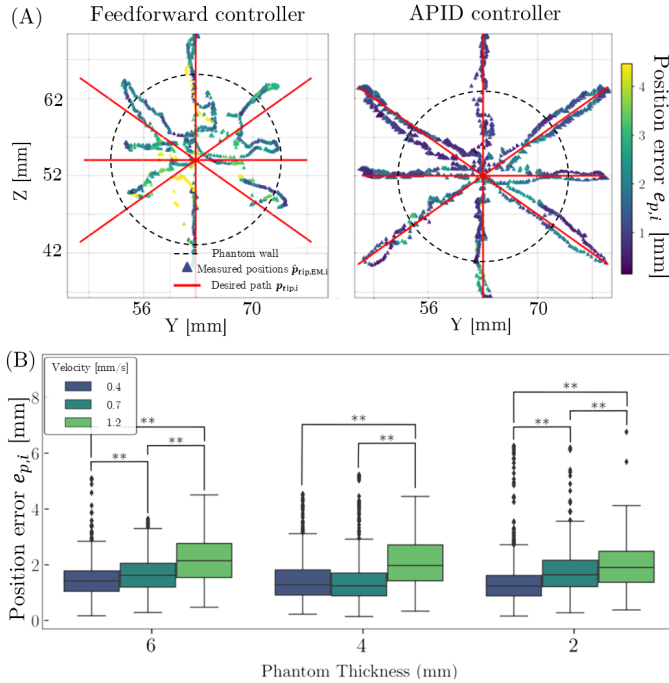 (A)
Feedforward controller
APID controller
62
52
42
Z [mm]
Phantom wall
Measured positions p̂tip,EM,i
Desired path ptip,i
56
70
Y [mm]
56
70
Y [mm]
4
3
2
1
Position error ep,i [mm]
(B)
Velocity [mm/s]
0.4
0.7
1.2
**
**
**
**
**
**
**
**
8
6
4
2
0
Position error ep,i [mm]
6
4
2
Phantom Thickness (mm)